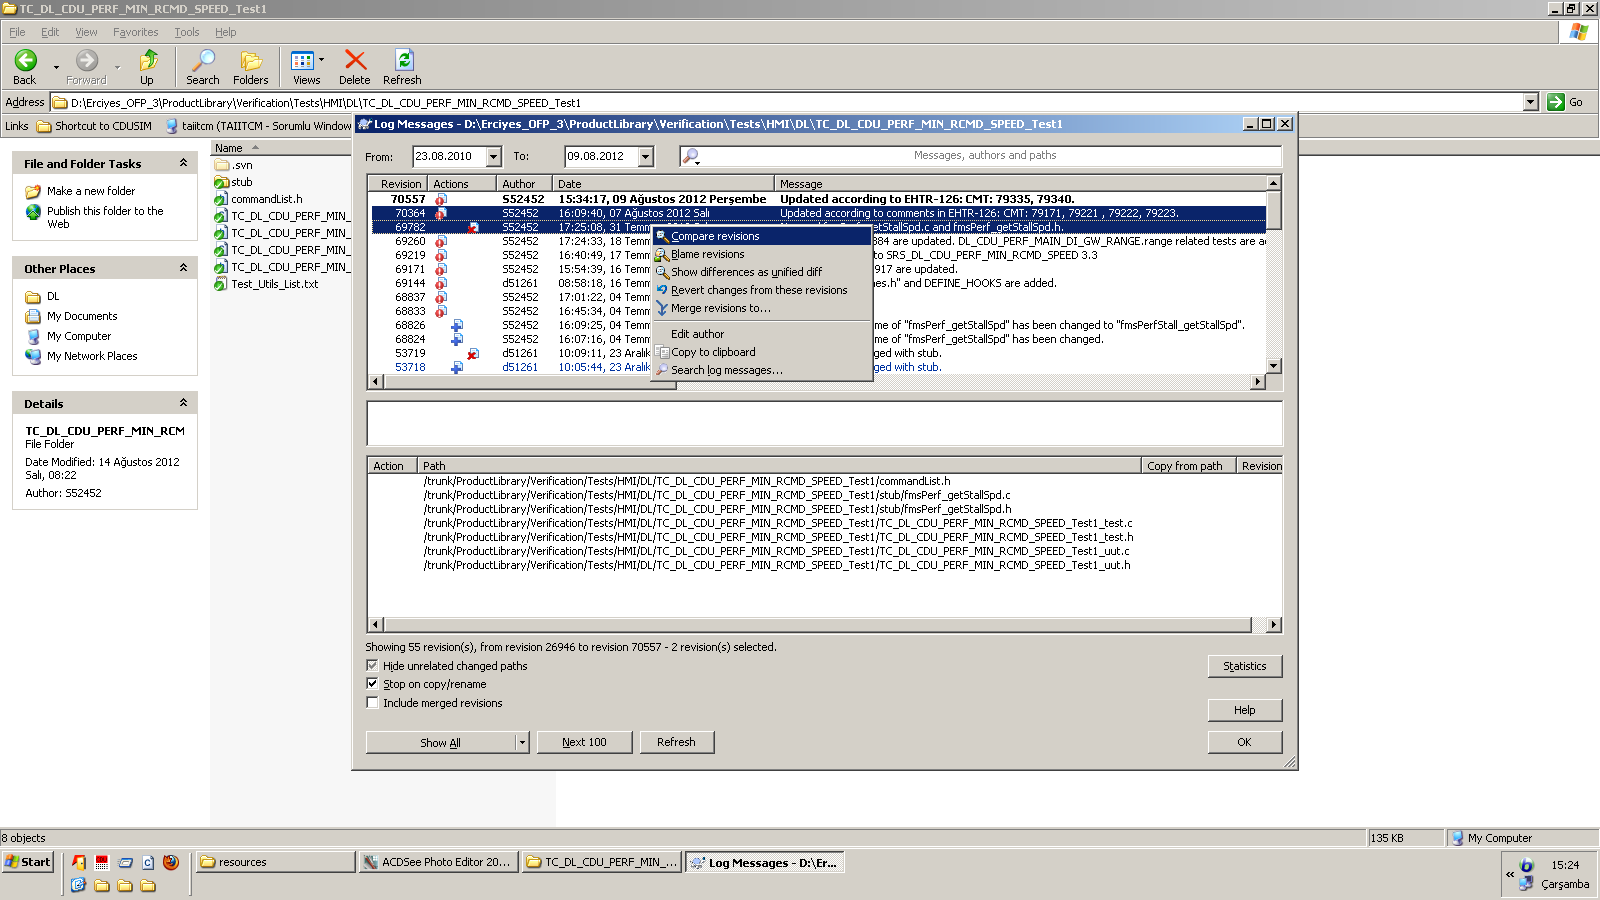 TC_DL_CDU_PERF_MIN_RCMD_SPEED_Test1
File Edit View Favorites Tools Help
Back Forward Up Search Folders Views Delete Refresh
Address D:\Erciyes_OFP_3\ProductLibrary\Verification\Tests\HMI\DL\TC_DL_CDU_PERF_MIN_RCMD_SPEED_Test1 Go
Links Shortcut to CDUSIM taiitcm (TAIITCM - Sorumlu Window
File and Folder Tasks
Make a new folder
Publish this folder to the
Web
Other Places
DL
My Documents
My Computer
My Network Places
Details
TC_DL_CDU_PERF_MIN_RCM
File Folder
Date Modified: 14 Ağustos 2012
Salı, 08:22
Author: S52452
Name
.svn
stub
commandList.h
TC_DL_CDU_PERF_MIN_
TC_DL_CDU_PERF_MIN_
TC_DL_CDU_PERF_MIN_
TC_DL_CDU_PERF_MIN_
Test_Utils_List.txt
Log Messages - D:\Erciyes_OFP_3\ProductLibrary\Verification\Tests\HMI\DL\TC_DL_CDU_PERF_MIN_RCMD_SPEED_Test1
From: 23.08.2010 To: 09.08.2012 Messages, authors and paths
Revision Actions Author Date Message
70557 S52452 15:34:17, 09 Ağustos 2012 Perşembe Updated according to EHTR-126: CMT: 79335, 79340.
70364 S52452 16:09:40, 07 Ağustos 2012 Salı Updated according to comments in EHTR-126: CMT: 79171, 79221 , 79222, 79223.
69782 S52452 17:25:08, 31 Temm getStallSpd.c and fmsPerf_getStallSpd.h.
69260 S52452 17:24:33, 18 Temm 384 are updated. DL_CDU_PERF_MAIN_DI_GW_RANGE.range related tests are ad
69219 S52452 16:40:49, 17 Temm to SRS_DL_CDU_PERF_MIN_RCMD_SPEED 3.3
69171 S52452 15:54:39, 16 Temm 917 are updated.
69144 d51261 08:58:18, 16 Temm nes.h" and DEFINE_HOOKS are added.
68837 S52452 17:01:22, 04 Temm
68833 S52452 16:45:34, 04 Temm
68826 S52452 16:09:25, 04 Temm me of "fmsPerf_getStallSpd" has been changed to "fmsPerfStall_getStallSpd".
68824 S52452 16:07:16, 04 Temm me of "fmsPerf_getStallSpd" has been changed.
53719 d51261 10:09:11, 23 Aralık ged with stub.
53718 d51261 10:05:44, 23 Aralık ged with stub.
Compare revisions
Blame revisions
Show differences as unified diff
Revert changes from these revisions
Merge revisions to...
Edit author
Copy to clipboard
Search log messages...
Action Path Copy from path Revision
/trunk/ProductLibrary/Verification/Tests/HMI/DL/TC_DL_CDU_PERF_MIN_RCMD_SPEED_Test1/commandList.h
/trunk/ProductLibrary/Verification/Tests/HMI/DL/TC_DL_CDU_PERF_MIN_RCMD_SPEED_Test1/stub/fmsPerf_getStallSpd.c
/trunk/ProductLibrary/Verification/Tests/HMI/DL/TC_DL_CDU_PERF_MIN_RCMD_SPEED_Test1/stub/fmsPerf_getStallSpd.h
/trunk/ProductLibrary/Verification/Tests/HMI/DL/TC_DL_CDU_PERF_MIN_RCMD_SPEED_Test1/TC_DL_CDU_PERF_MIN_RCMD_SPEED_Test1_test.c
/trunk/ProductLibrary/Verification/Tests/HMI/DL/TC_DL_CDU_PERF_MIN_RCMD_SPEED_Test1/TC_DL_CDU_PERF_MIN_RCMD_SPEED_Test1_test.h
/trunk/ProductLibrary/Verification/Tests/HMI/DL/TC_DL_CDU_PERF_MIN_RCMD_SPEED_Test1/TC_DL_CDU_PERF_MIN_RCMD_SPEED_Test1_uut.c
/trunk/ProductLibrary/Verification/Tests/HMI/DL/TC_DL_CDU_PERF_MIN_RCMD_SPEED_Test1/TC_DL_CDU_PERF_MIN_RCMD_SPEED_Test1_uut.h
Showing 55 revision(s), from revision 26946 to revision 70557 - 2 revision(s) selected.
Hide unrelated changed paths Statistics
Stop on copy/rename
Include merged revisions Help
Show All Next 100 Refresh OK
8 objects 135 KB My Computer
Start resources ACDSee Photo Editor 20... TC_DL_CDU_PERF_MIN_... Log Messages - D:\Er... 15:24
Çarşamba